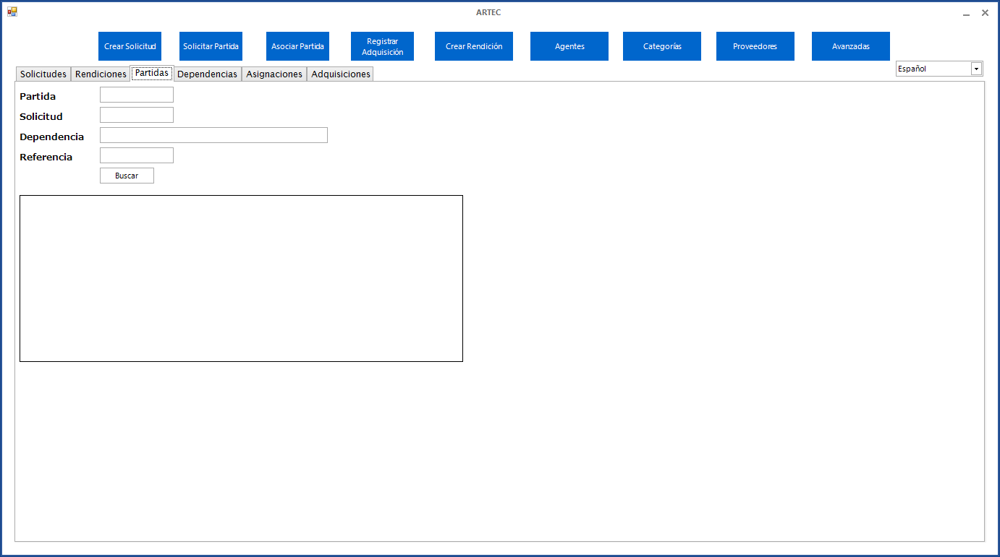 ARTEC
Crear Solicitud
Solicitar Partida
Asociar Partida
Registrar
Adquisición
Crear Rendición
Agentes
Categorías
Proveedores
Avanzadas
Español
Solicitudes
Rendiciones
Partidas
Dependencias
Asignaciones
Adquisiciones
Partida
Solicitud
Dependencia
Referencia
Buscar